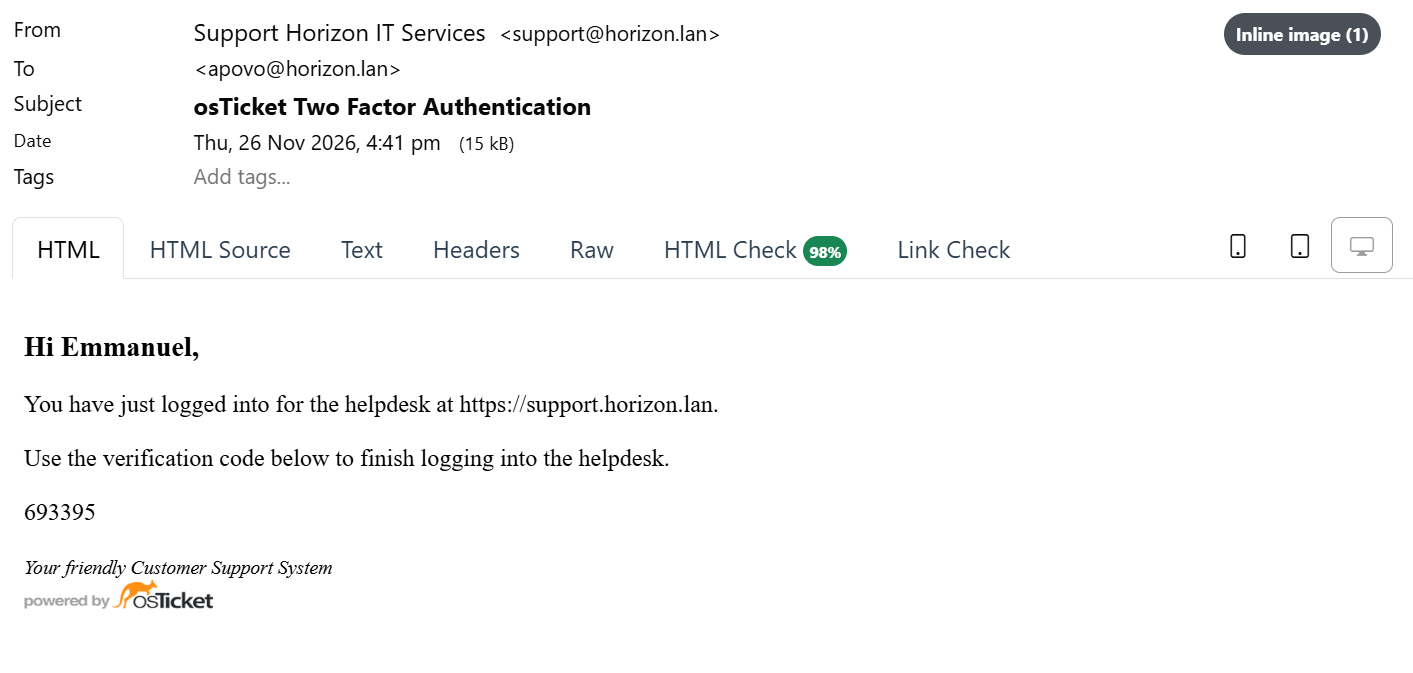 From Support Horizon IT Services <support@horizon.lan> Inline image (1)
To <apovo@horizon.lan>
Subject osTicket Two Factor Authentication
Date Thu, 26 Nov 2026, 4:41 pm (15 kB)
Tags Add tags...
HTML HTML Source Text Headers Raw HTML Check 98% Link Check
Hi Emmanuel,
You have just logged into for the helpdesk at https://support.horizon.lan.
Use the verification code below to finish logging into the helpdesk.
693395
Your friendly Customer Support System
powered by osTicket